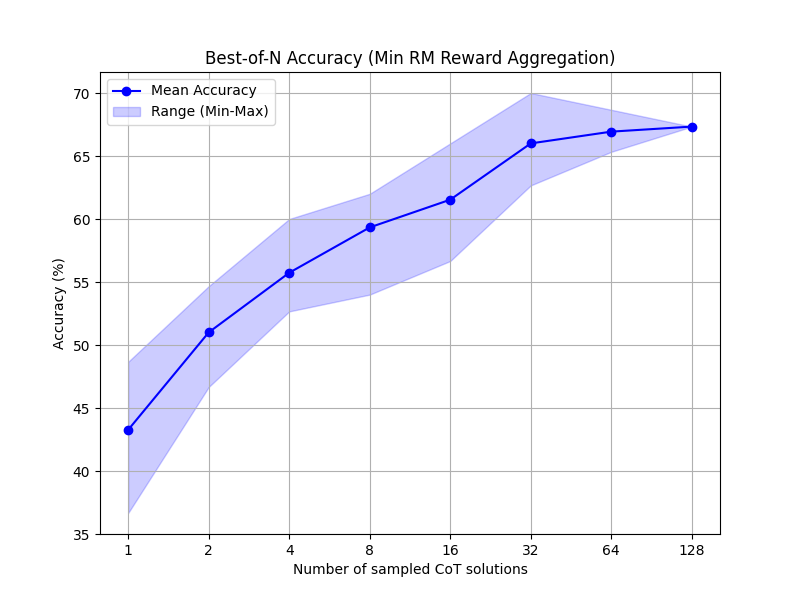 Best-of-N Accuracy (Min RM Reward Aggregation)
Mean Accuracy
Range (Min-Max)
Accuracy (%)
70
65
60
55
50
45
40
35
1 2 4 8 16 32 64 128
Number of sampled CoT solutions